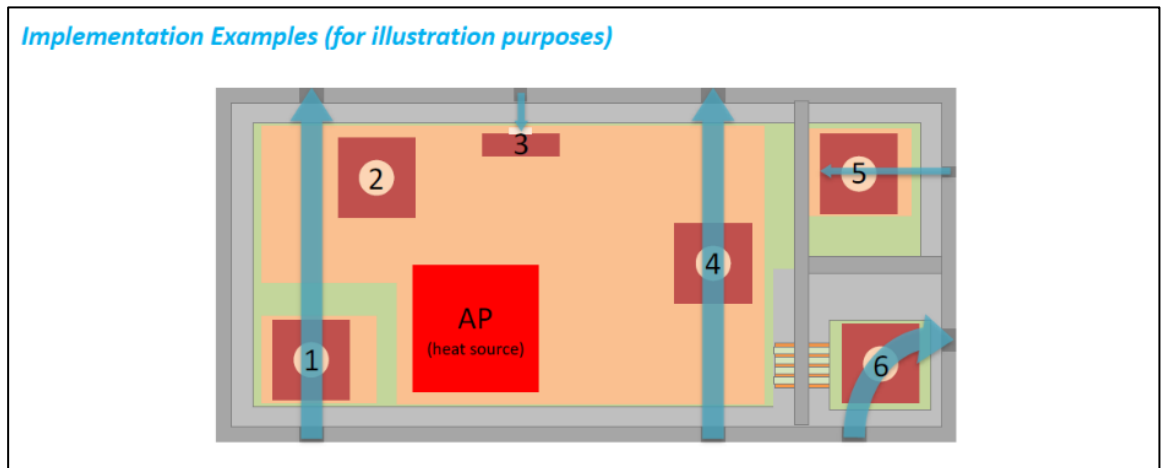 Implementation Examples (for illustration purposes)
3
2
5
4
AP
(heat source)
1
6